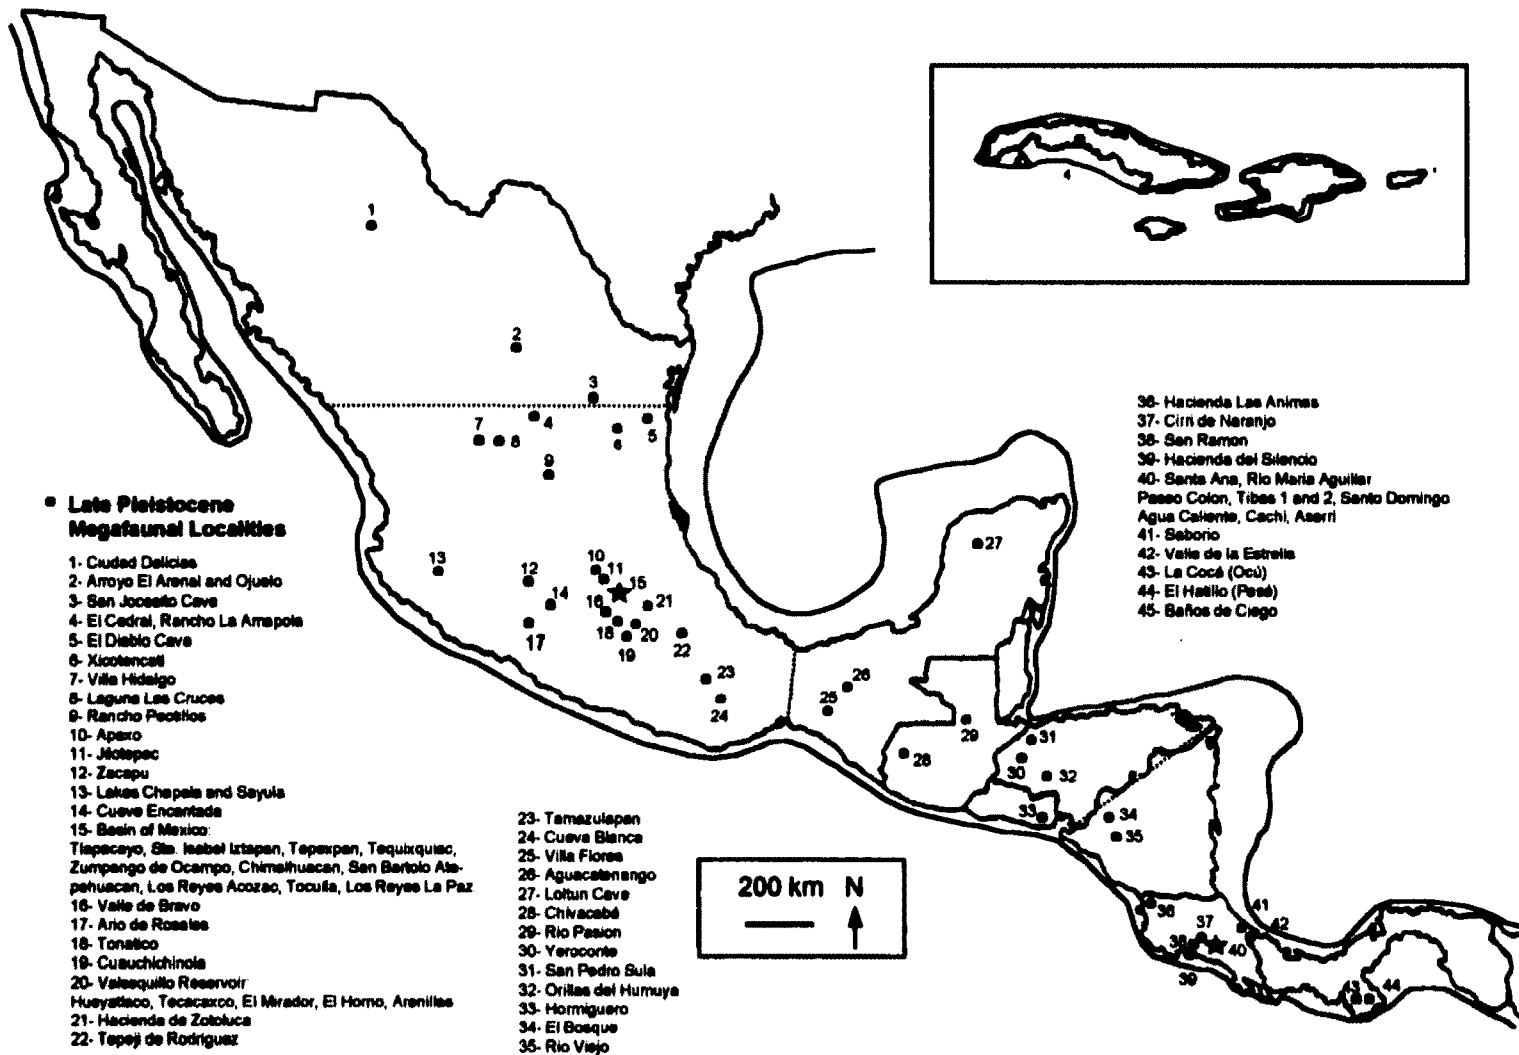 1
2
3
4
5
6
7
8
9
10
11
12
13
14
15
16
17
18
19
20
21
22
23
24
25
26
27
28
29
30
31
32
33
34
35
36
37
38
39
40
41
42
43
44
4
Late Pleistocene
Megafaunal Localities
1- Ciudad Delicias
2- Arroyo El Arenal and Ojuelo
3- San Josecito Cave
4- El Cedral, Rancho La Amapola
5- El Diablo Cave
6- Xicotencatl
7- Villa Hidalgo
8- Laguna Las Cruces
9- Rancho Peotillos
10- Apaxo
11- Jilotepec
12- Zacapu
13- Lakes Chapala and Sayula
14- Cueva Encantada
15- Basin of Mexico:
Tlapacoya, Sta. Isabel Iztapan, Tepexpan, Tequixquiac,
Zumpango de Ocampo, Chimalhuacan, San Bartolo Ate-
pehuacan, Los Reyes Acozac, Tocuila, Los Reyes La Paz
16- Valle de Bravo
17- Ario de Rosales
18- Tonatico
19- Cuauchichinola
20- Valsequillo Reservoir
Hueyatlaco, Tecacaxco, El Mirador, El Horno, Arenillas
21- Hacienda de Zotoluca
22- Tepeji de Rodriguez
23- Tamazulapan
24- Cueva Blanca
25- Villa Flores
26- Aguacatenango
27- Loltun Cave
28- Chivacabé
29- Rio Pasion
30- Yeroconte
31- San Pedro Sula
32- Orillas del Humuya
33- Hormiguero
34- El Bosque
35- Rio Viejo
200 km N
36- Hacienda Las Animas
37- Cirri de Naranjo
38- San Ramon
39- Hacienda del Silencio
40- Santa Ana, Rio Maria Aguillar
Paseo Colon, Tibas 1 and 2, Santo Domingo
Agua Caliente, Cachi, Aserri
41- Saborio
42- Valle de la Estrella
43- La Cocá (Ocú)
44- El Hatillo (Pesé)
45- Baños de Ciego